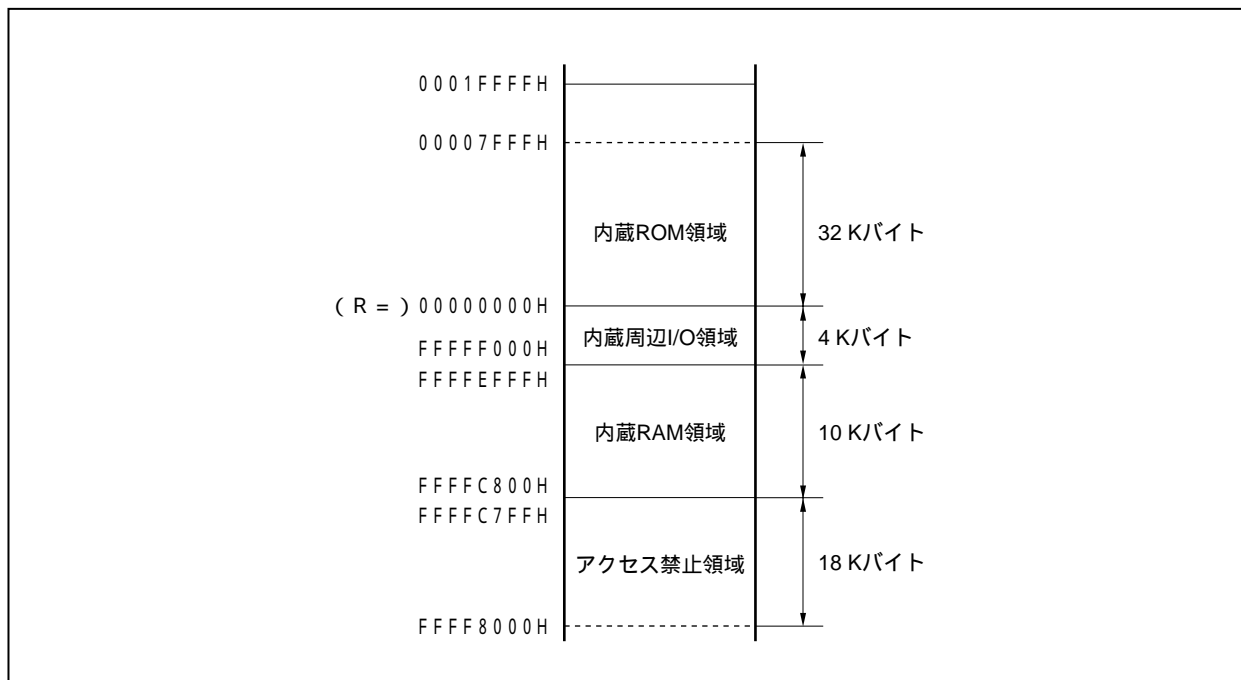 0001FFFFH
00007FFFH
内蔵ROM領域
32 Kバイト
(R=)00000000H
内蔵周辺I/O領域
4 Kバイト
FFFFF000H
FFFFEFFFH
内蔵RAM領域
10 Kバイト
FFFFC800H
FFFFC7FFH
アクセス禁止領域
18 Kバイト
FFFF8000H